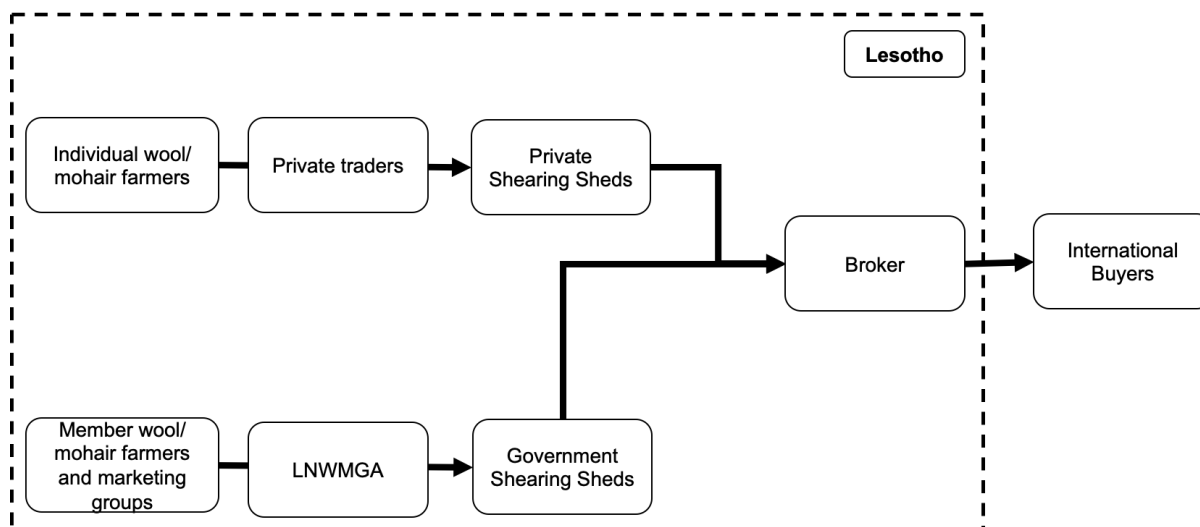 Lesotho
Individual wool/
mohair farmers
Private traders
Private
Shearing Sheds
Broker
International
Buyers
Member wool/
mohair farmers
and marketing
groups
LNWMGA
Government
Shearing Sheds